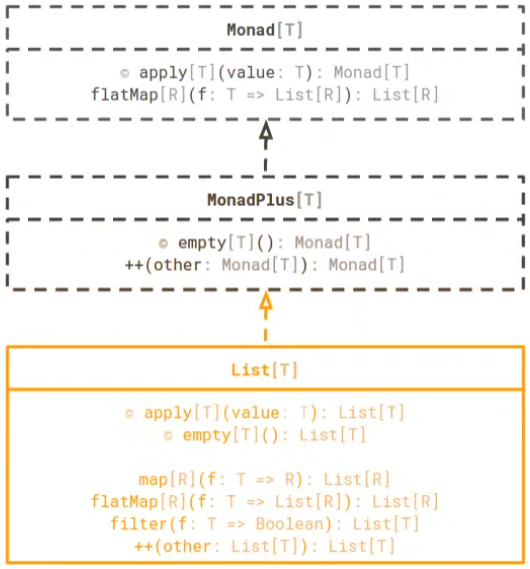 Monad[T]
© apply[T](value: T): Monad[T]
flatMap[R](f: T => List[R]): List[R]
MonadPlus[T]
© empty[T](): Monad[T]
++(other: Monad[T]): Monad[T]
List[T]
© apply[T](value: T): List[T]
© empty[T](): List[T]
map[R](f: T => R): List[R]
flatMap[R](f: T => List[R]): List[R]
filter(f: T => Boolean): List[T]
++(other: List[T]): List[T]